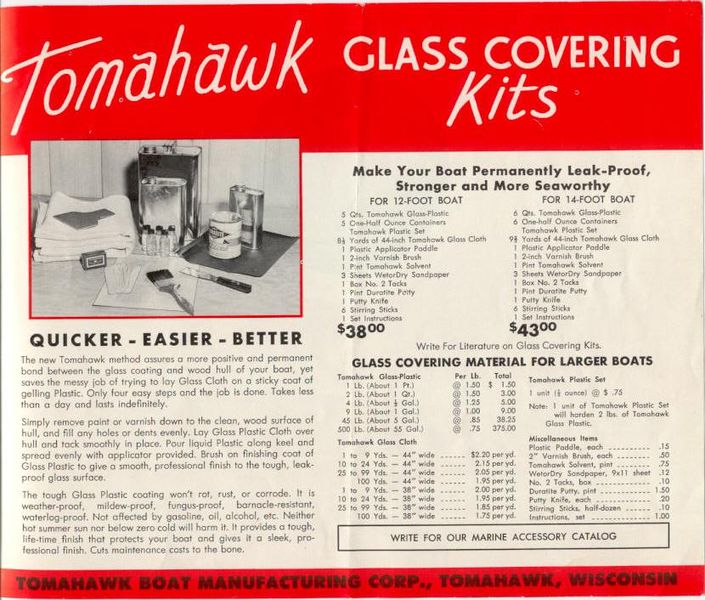 Tomahawk GLASS COVERING
Kits
Make Your Boat Permanently Leak-Proof,
Stronger and More Seaworthy
FOR 12-FOOT BOAT
5 Qts. Tomahawk Glass-Plastic
5 One-Half Ounce Containers
Tomahawk Plastic Set
8½ Yards of 44-inch Tomahawk Glass Cloth
1 Plastic Applicator Paddle
1 2-inch Varnish Brush
1 Pint Tomahawk Solvent
3 Sheets WetorDry Sandpaper
1 Box No. 2 Tacks
1 Pint Duratite Putty
1 Putty Knife
6 Stirring Sticks
1 Set Instructions
$38.00
FOR 14-FOOT BOAT
6 Qts. Tomahawk Glass-Plastic
6 One-half Ounce Containers
Tomahawk Plastic Set
9½ Yards of 44-inch Tomahawk Glass Cloth
1 Plastic Applicator Paddle
1 2-inch Varnish Brush
1 Pint Tomahawk Solvent
3 Sheets WetorDry Sandpaper
1 Box No. 2 Tacks
1 Pint Duratite Putty
1 Putty Knife
6 Stirring Sticks
1 Set Instructions
$43.00
Write For Literature on Glass Covering Kits.
QUICKER - EASIER - BETTER
The new Tomahawk method assures a more positive and permanent
bond between the glass coating and wood hull of your boat, yet
saves the messy job of trying to lay Glass Cloth on a sticky coat of
gelling Plastic. Only four easy steps and the job is done. Takes less
than a day and lasts indefinitely.
Simply remove paint or varnish down to the clean, wood surface of
hull, and fill any holes or dents evenly. Lay Glass Plastic Cloth over
hull and tack smoothly in place. Pour liquid Plastic along keel and
spread evenly with applicator provided. Brush on finishing coat of
Glass Plastic to give a smooth, professional finish to the tough, leak-
proof glass surface.
The tough Glass Plastic coating won't rot, rust, or corrode. It is
weather-proof, mildew-proof, fungus-proof, barnacle-resistant,
waterlog-proof. Not affected by gasoline, oil, alcohol, etc. Neither
hot summer sun nor below zero cold will harm it. It provides a tough,
life-time finish that protects your boat and gives it a sleek, pro-
fessional finish. Cuts maintenance costs to the bone.
GLASS COVERING MATERIAL FOR LARGER BOATS
Tomahawk Glass-Plastic Per Lb. Total
1 Lb. (About 1 Pt.) @ 1.50 $ 1.50
2 Lb. (About 1 Qt.) @ 1.50 3.00
4 Lb. (About ½ Gal.) @ 1.25 5.00
9 Lb. (About 1 Gal.) @ 1.00 9.00
45 Lb. (About 5 Gal.) @ .85 38.25
500 Lb. (About 55 Gal.) @ .75 375.00
Tomahawk Glass Cloth
1 to 9 Yds. — 44" wide $2.20 per yd.
10 to 24 Yds. — 44" wide 2.15 per yd.
25 to 99 Yds. — 44" wide 2.05 per yd.
100 Yds. — 44" wide 1.95 per yd.
1 to 9 Yds. — 38" wide 2.00 per yd.
10 to 24 Yds. — 38" wide 1.95 per yd.
25 to 99 Yds. — 38" wide 1.85 per yd.
100 Yds. — 38" wide 1.75 per yd.
Tomahawk Plastic Set
1 unit (½ ounce) @ $ .75
Note: 1 unit of Tomahawk Plastic Set
will harden 2 lbs. of Tomahawk
Glass Plastic.
Miscellaneous Items
Plastic Paddle, each .15
2" Varnish Brush, each .50
Tomahawk Solvent, pint .75
WetorDry Sandpaper, 9x11 sheet .12
No. 2 Tacks, box .10
Duratite Putty, pint 1.50
Putty Knife, each .20
Stirring Sticks, half-dozen .10
Instructions, set 1.00
WRITE FOR OUR MARINE ACCESSORY CATALOG
TOMAHAWK BOAT MANUFACTURING CORP., TOMAHAWK, WISCONSIN